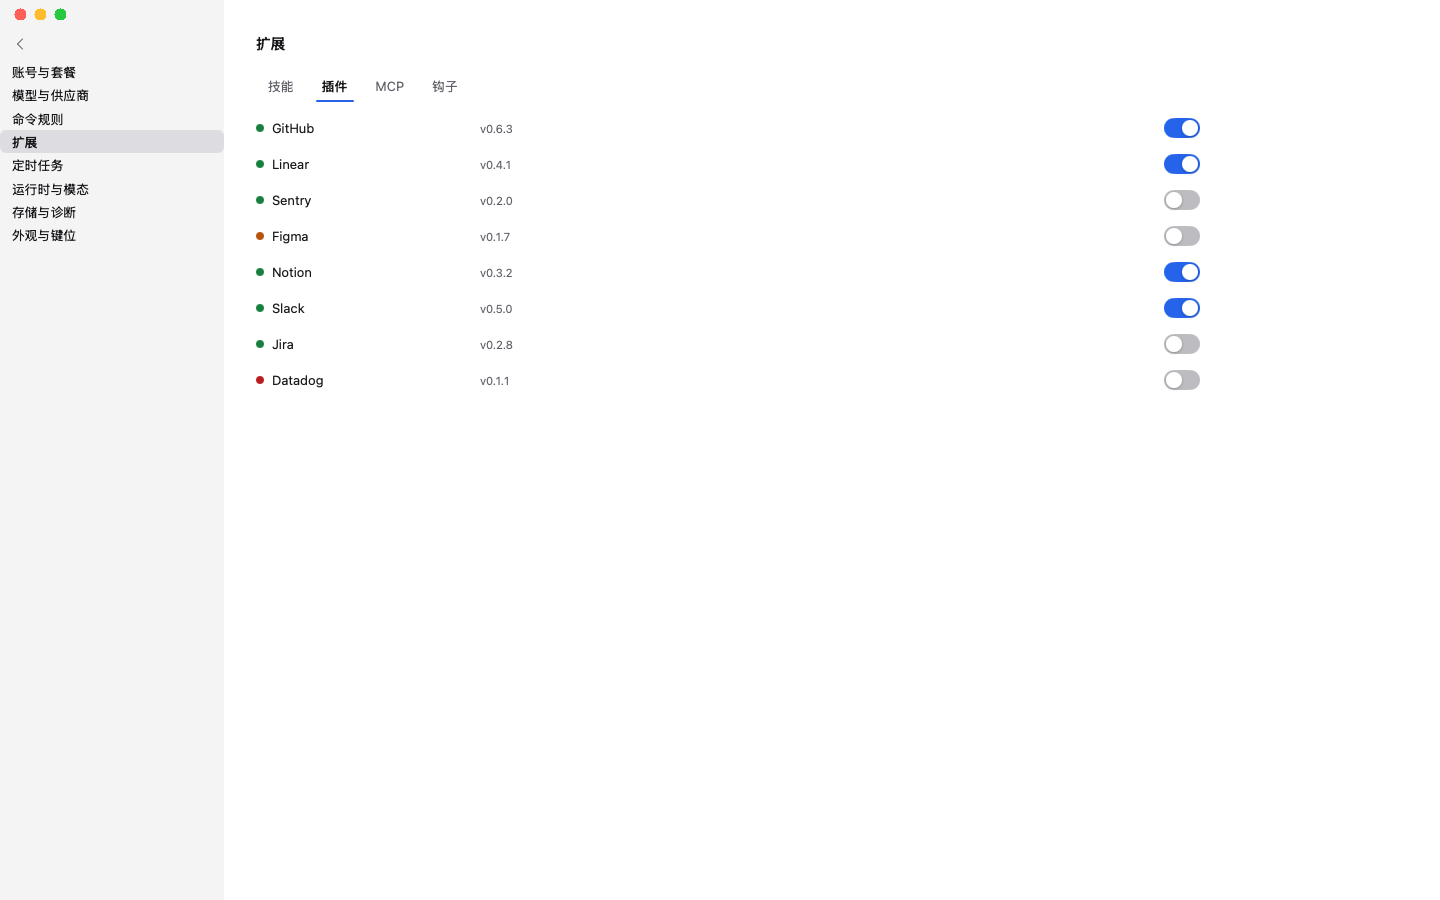 账号与套餐
模型与供应商
命令规则
扩展
定时任务
运行时与模态
存储与诊断
外观与键位
扩展
技能 插件 MCP 钩子
GitHub v0.6.3
Linear v0.4.1
Sentry v0.2.0
Figma v0.1.7
Notion v0.3.2
Slack v0.5.0
Jira v0.2.8
Datadog v0.1.1